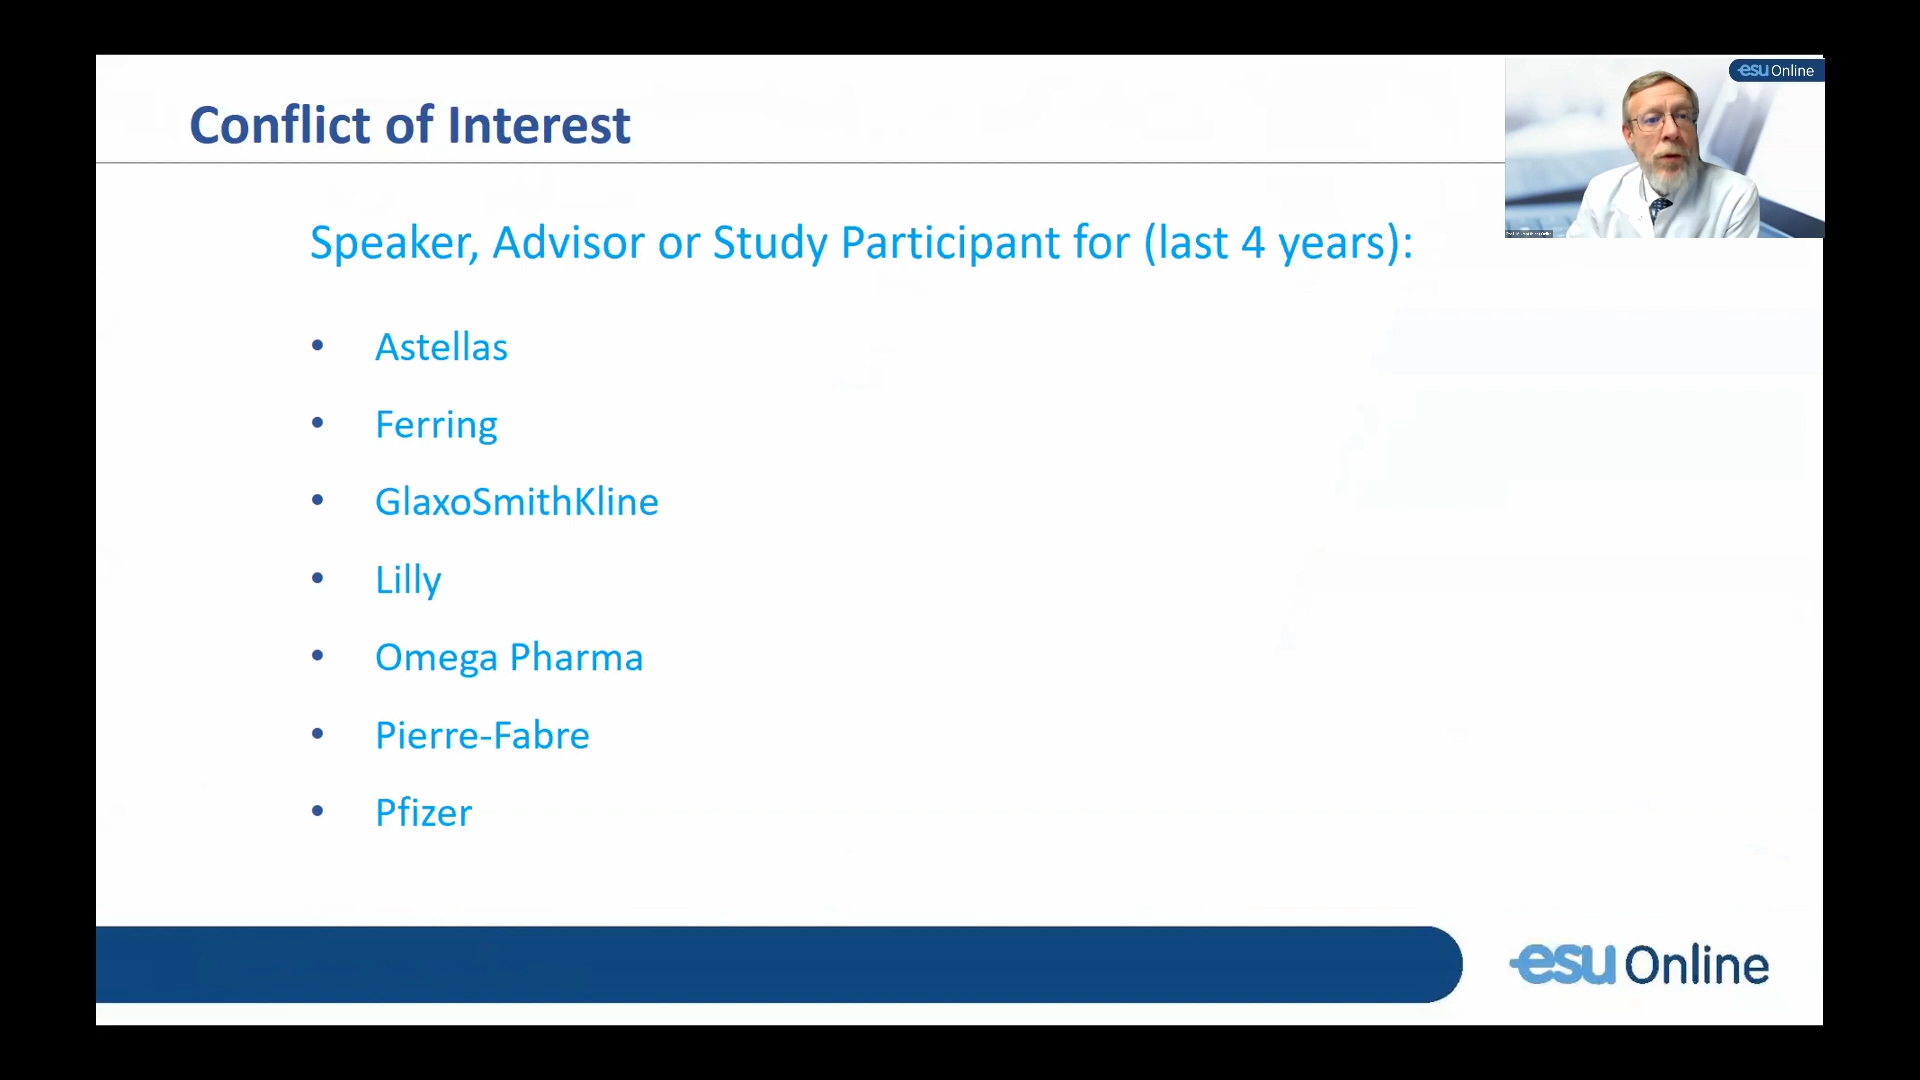 Conflict of Interest
esu Online
Speaker, Advisor or Study Participant for (last 4 years):
• Astellas
• Ferring
• GlaxoSmithKline
• Lilly
• Omega Pharma
• Pierre-Fabre
• Pfizer
esu Online